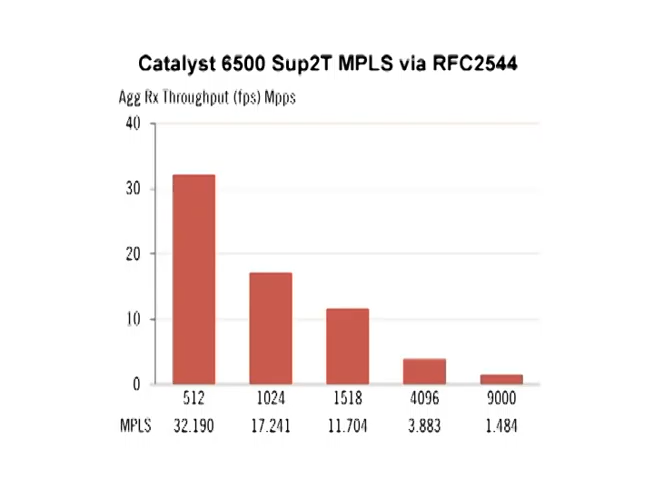 Catalyst 6500 Sup2T MPLS via RFC2544
Agg Rx Throughput (fps) Mpps
40
30
20
10
0
512 1024 1518 4096 9000
MPLS 32.190 17.241 11.704 3.883 1.484